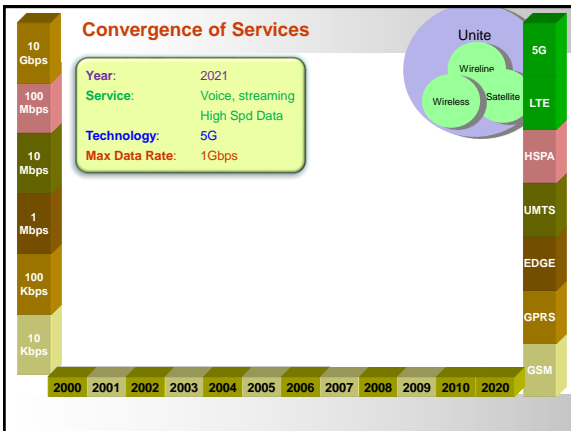 Convergence of Services
Year: 2021
Service: Voice, streaming
High Spd Data
Technology: 5G
Max Data Rate: 1Gbps
Unite
Wireline
Wireless
Satellite
10
Gbps
100
Mbps
10
Mbps
1
Mbps
100
Kbps
10
Kbps
5G
LTE
HSPA
UMTS
EDGE
GPRS
GSM
2000 2001 2002 2003 2004 2005 2006 2007 2008 2009 2010 2020